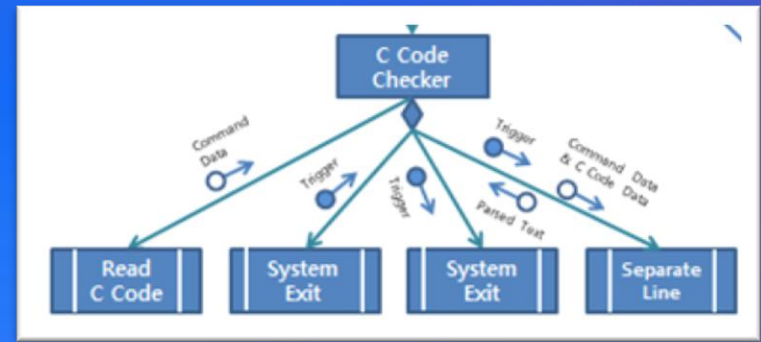 C Code
Checker
Command
Data
Trigger
Trigger
Trigger
Command Data
& C Code Data
Parsed Text
Read
C Code
System
Exit
System
Exit
Separate
Line